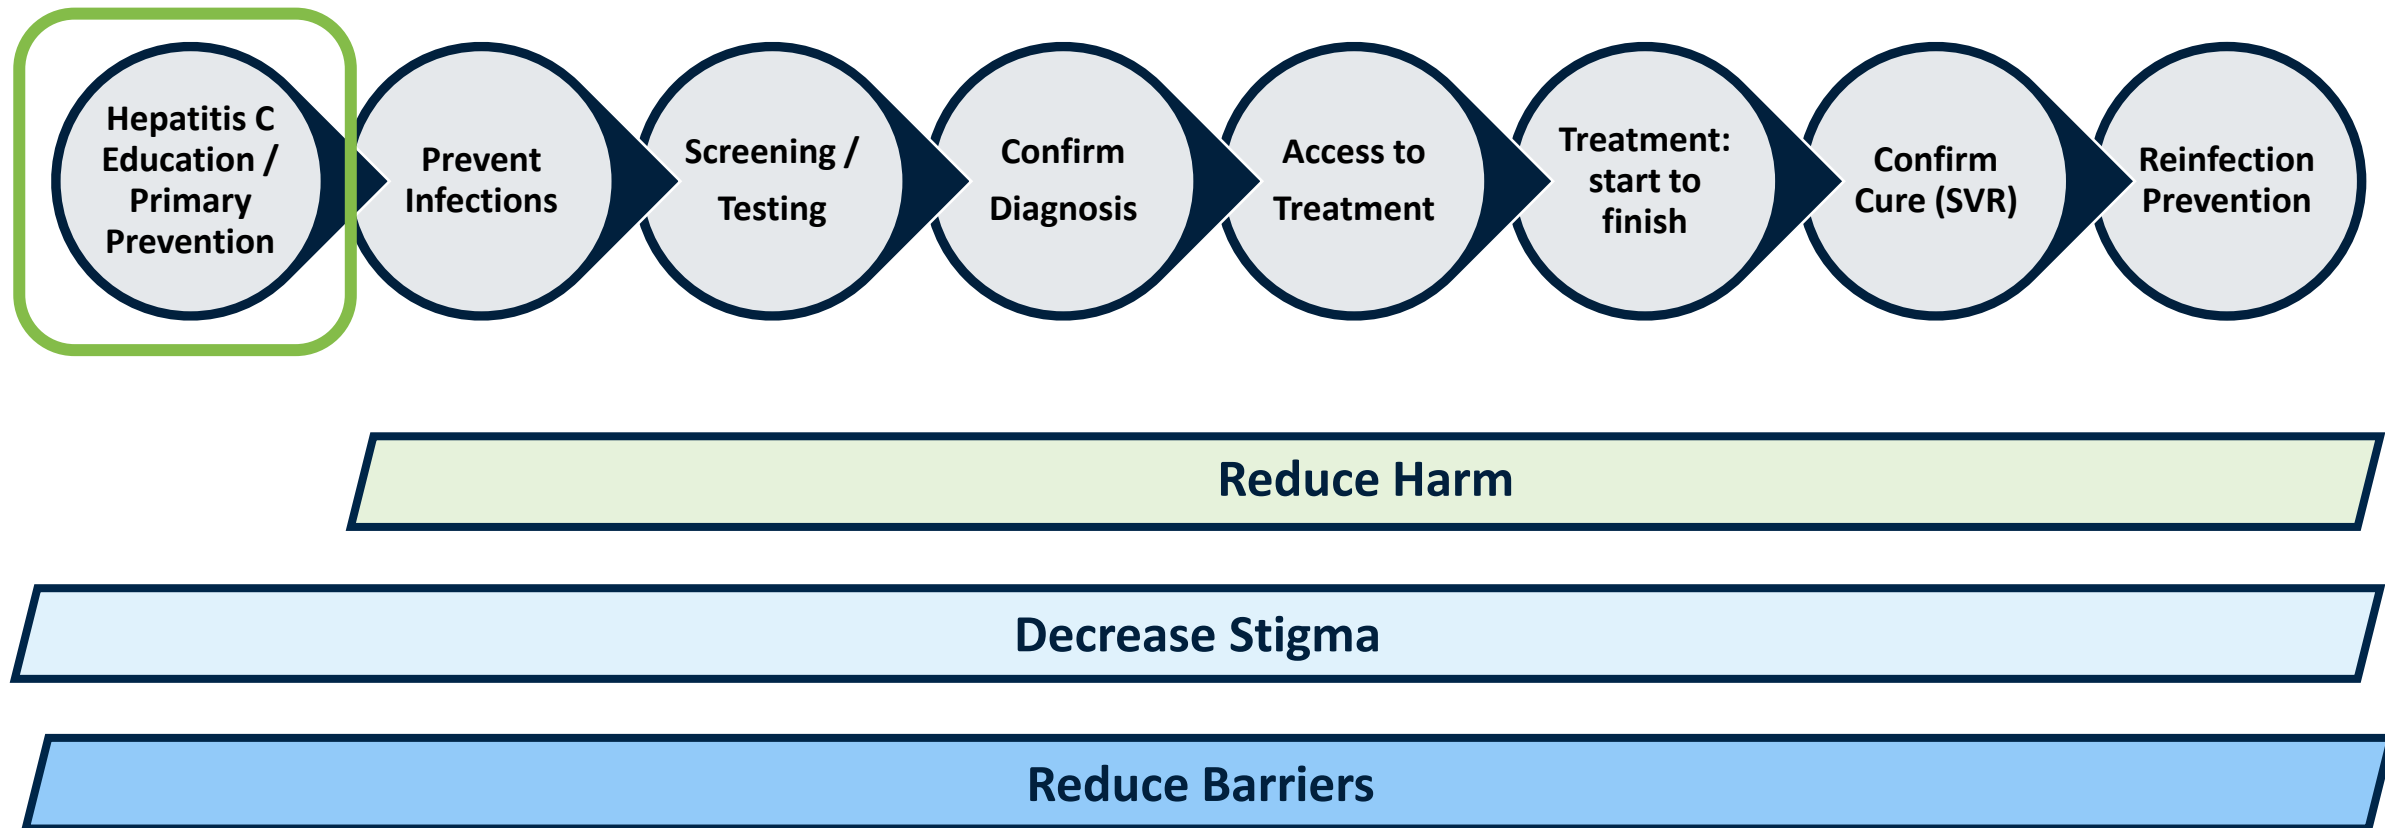 Hepatitis C
Education /
Primary
Prevention
Prevent
Infections
Screening /
Testing
Confirm
Diagnosis
Access to
Treatment
Treatment:
start to
finish
Confirm
Cure (SVR)
Reinfection
Prevention
Reduce Harm
Decrease Stigma
Reduce Barriers